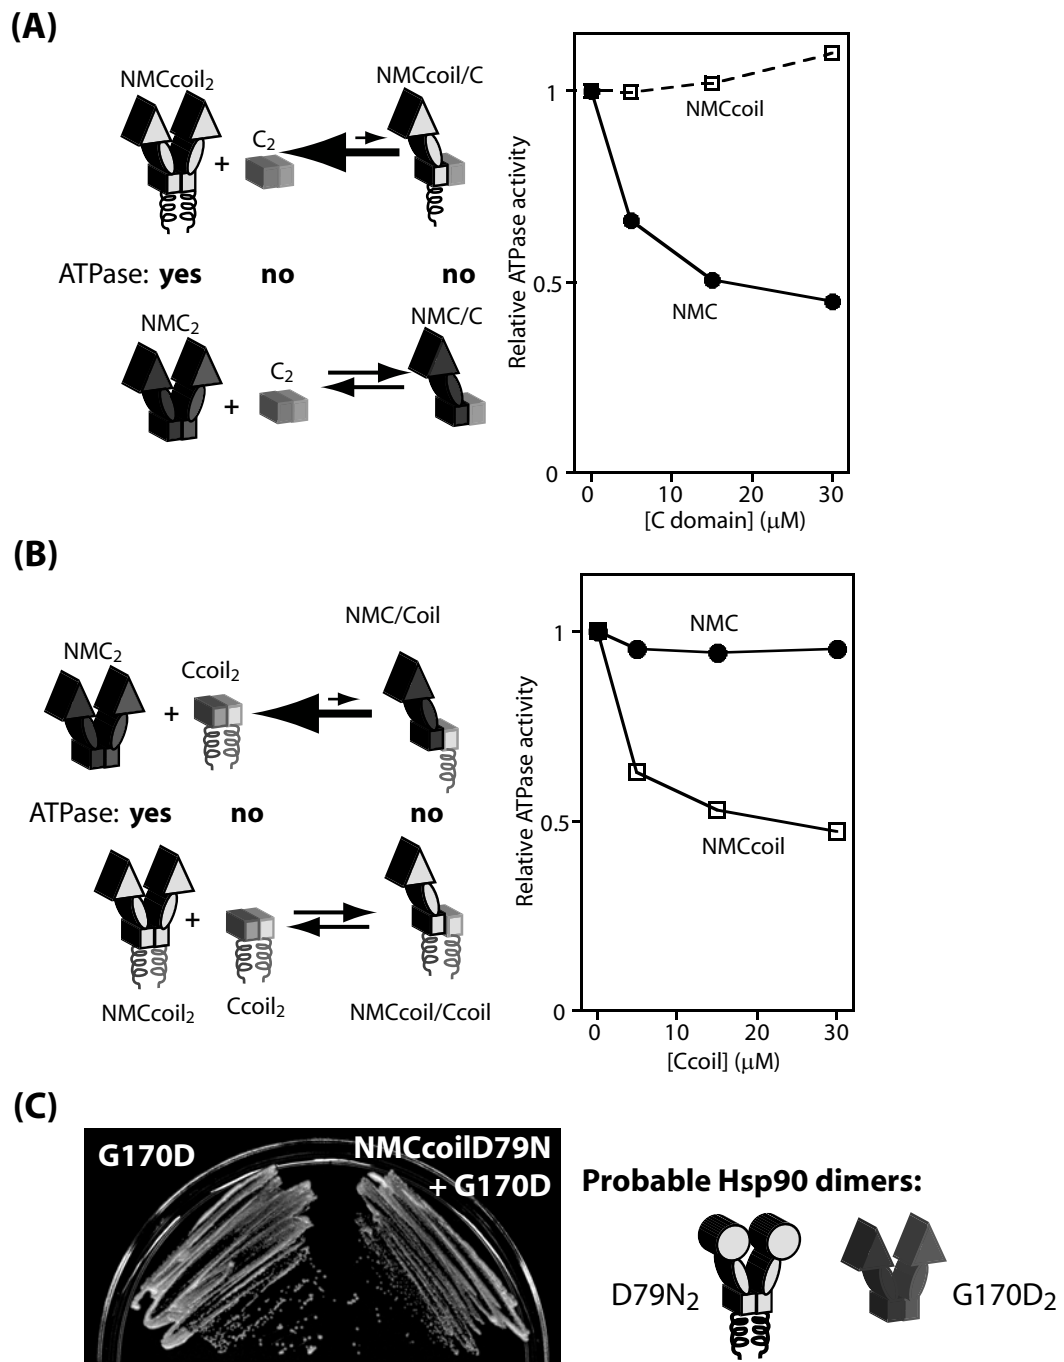 (A)
NMCcoil2
NMCcoil/C
C2
+
ATPase: yes no no
NMC2
NMC/C
C2
+
Relative ATPase activity
1
0.5
0
NMCcoil
NMC
0 10 20 30
[C domain] (μM)
(B)
NMC/Coil
NMC2
Ccoil2
+
ATPase: yes no no
+
NMCcoil2
Ccoil2
NMCcoil/Ccoil
Relative ATPase activity
1
0.5
0
NMC
NMCcoil
0 10 20 30
[Ccoil] (μM)
(C)
G170D
NMCcoilD79N
+ G170D
Probable Hsp90 dimers:
D79N2
G170D2